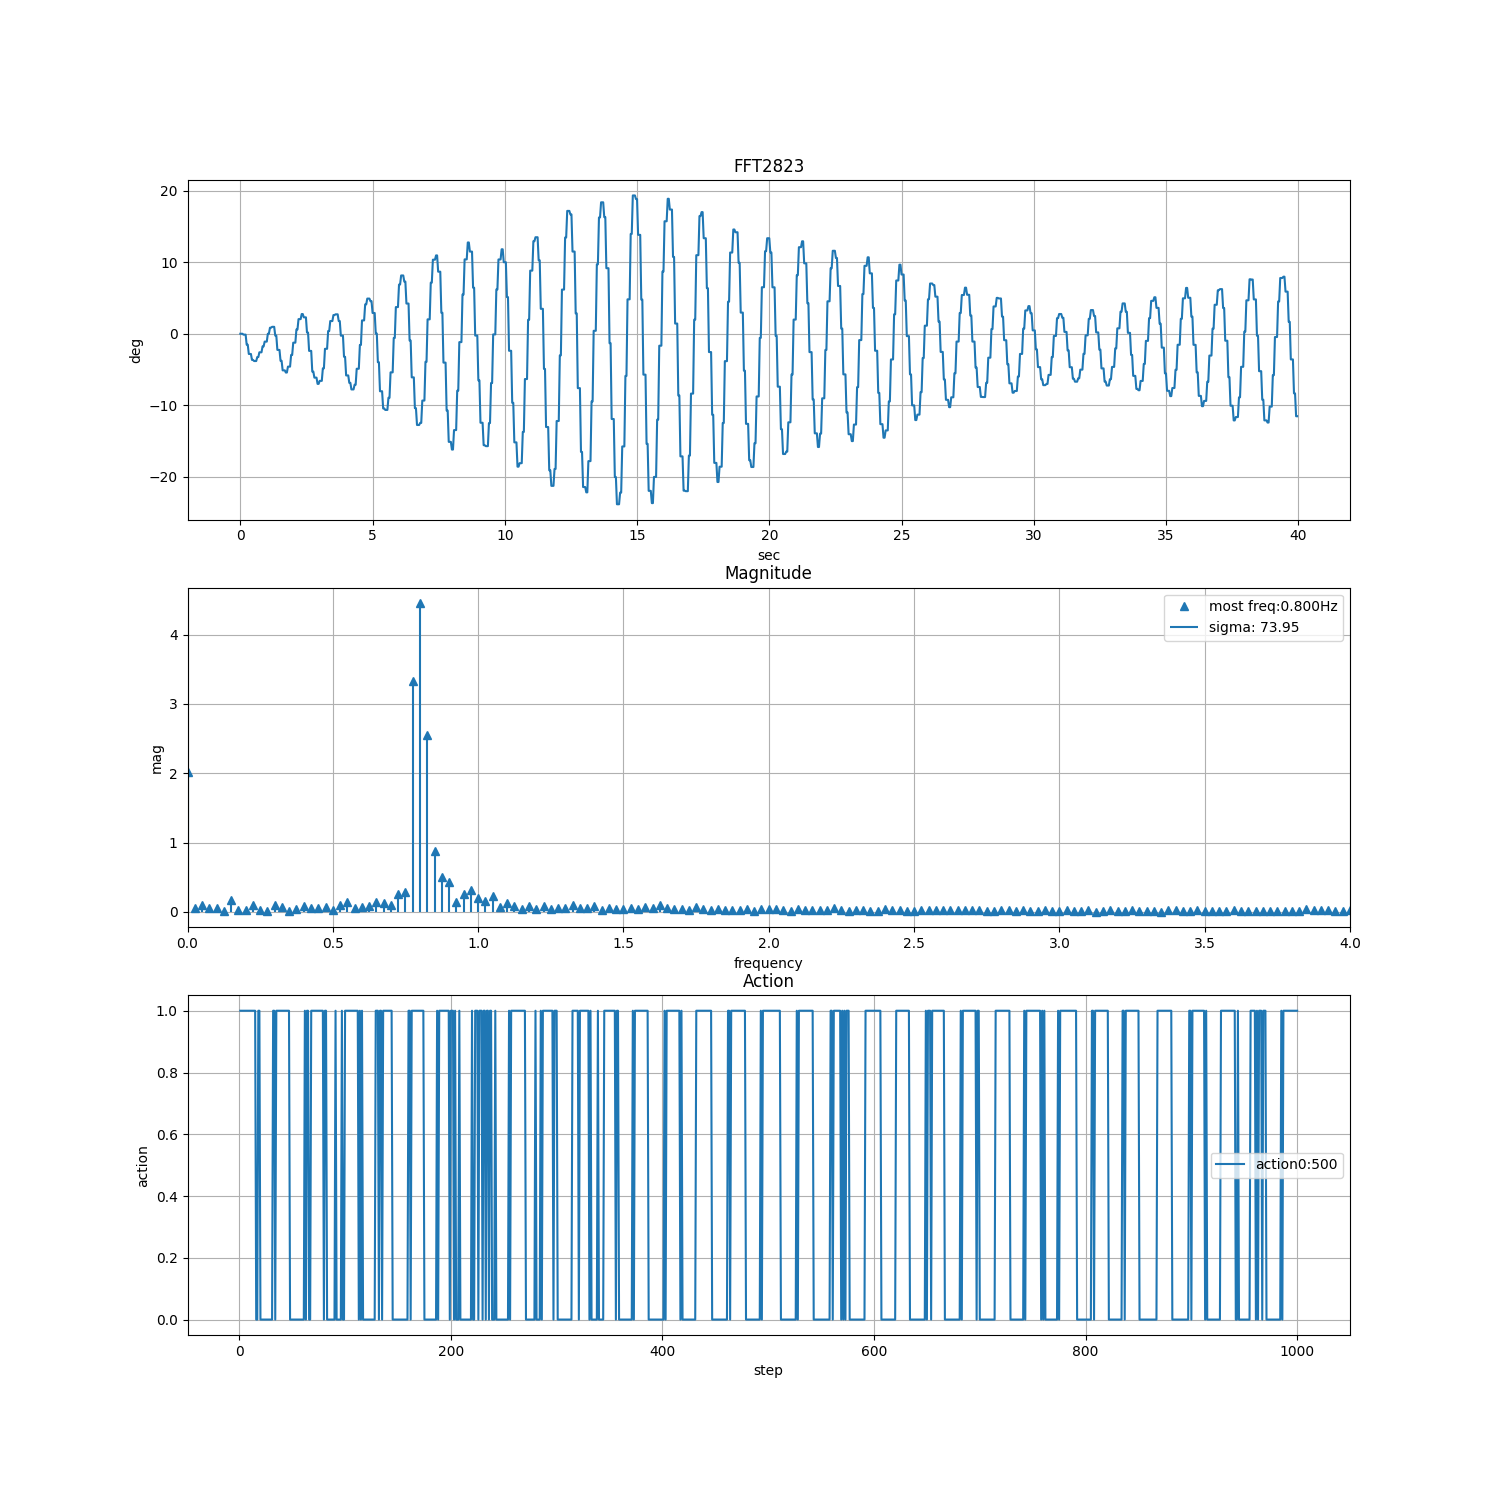 FFT2823
20
10
0
−10
−20
deg
0 5 10 15 20 25 30 35 40
sec
Magnitude
most freq:0.800Hz
sigma: 73.95
4
3
2
1
0
mag
0.0 0.5 1.0 1.5 2.0 2.5 3.0 3.5 4.0
frequency
Action
1.0
0.8
0.6
0.4
0.2
0.0
action
action0:500
0 200 400 600 800 1000
step